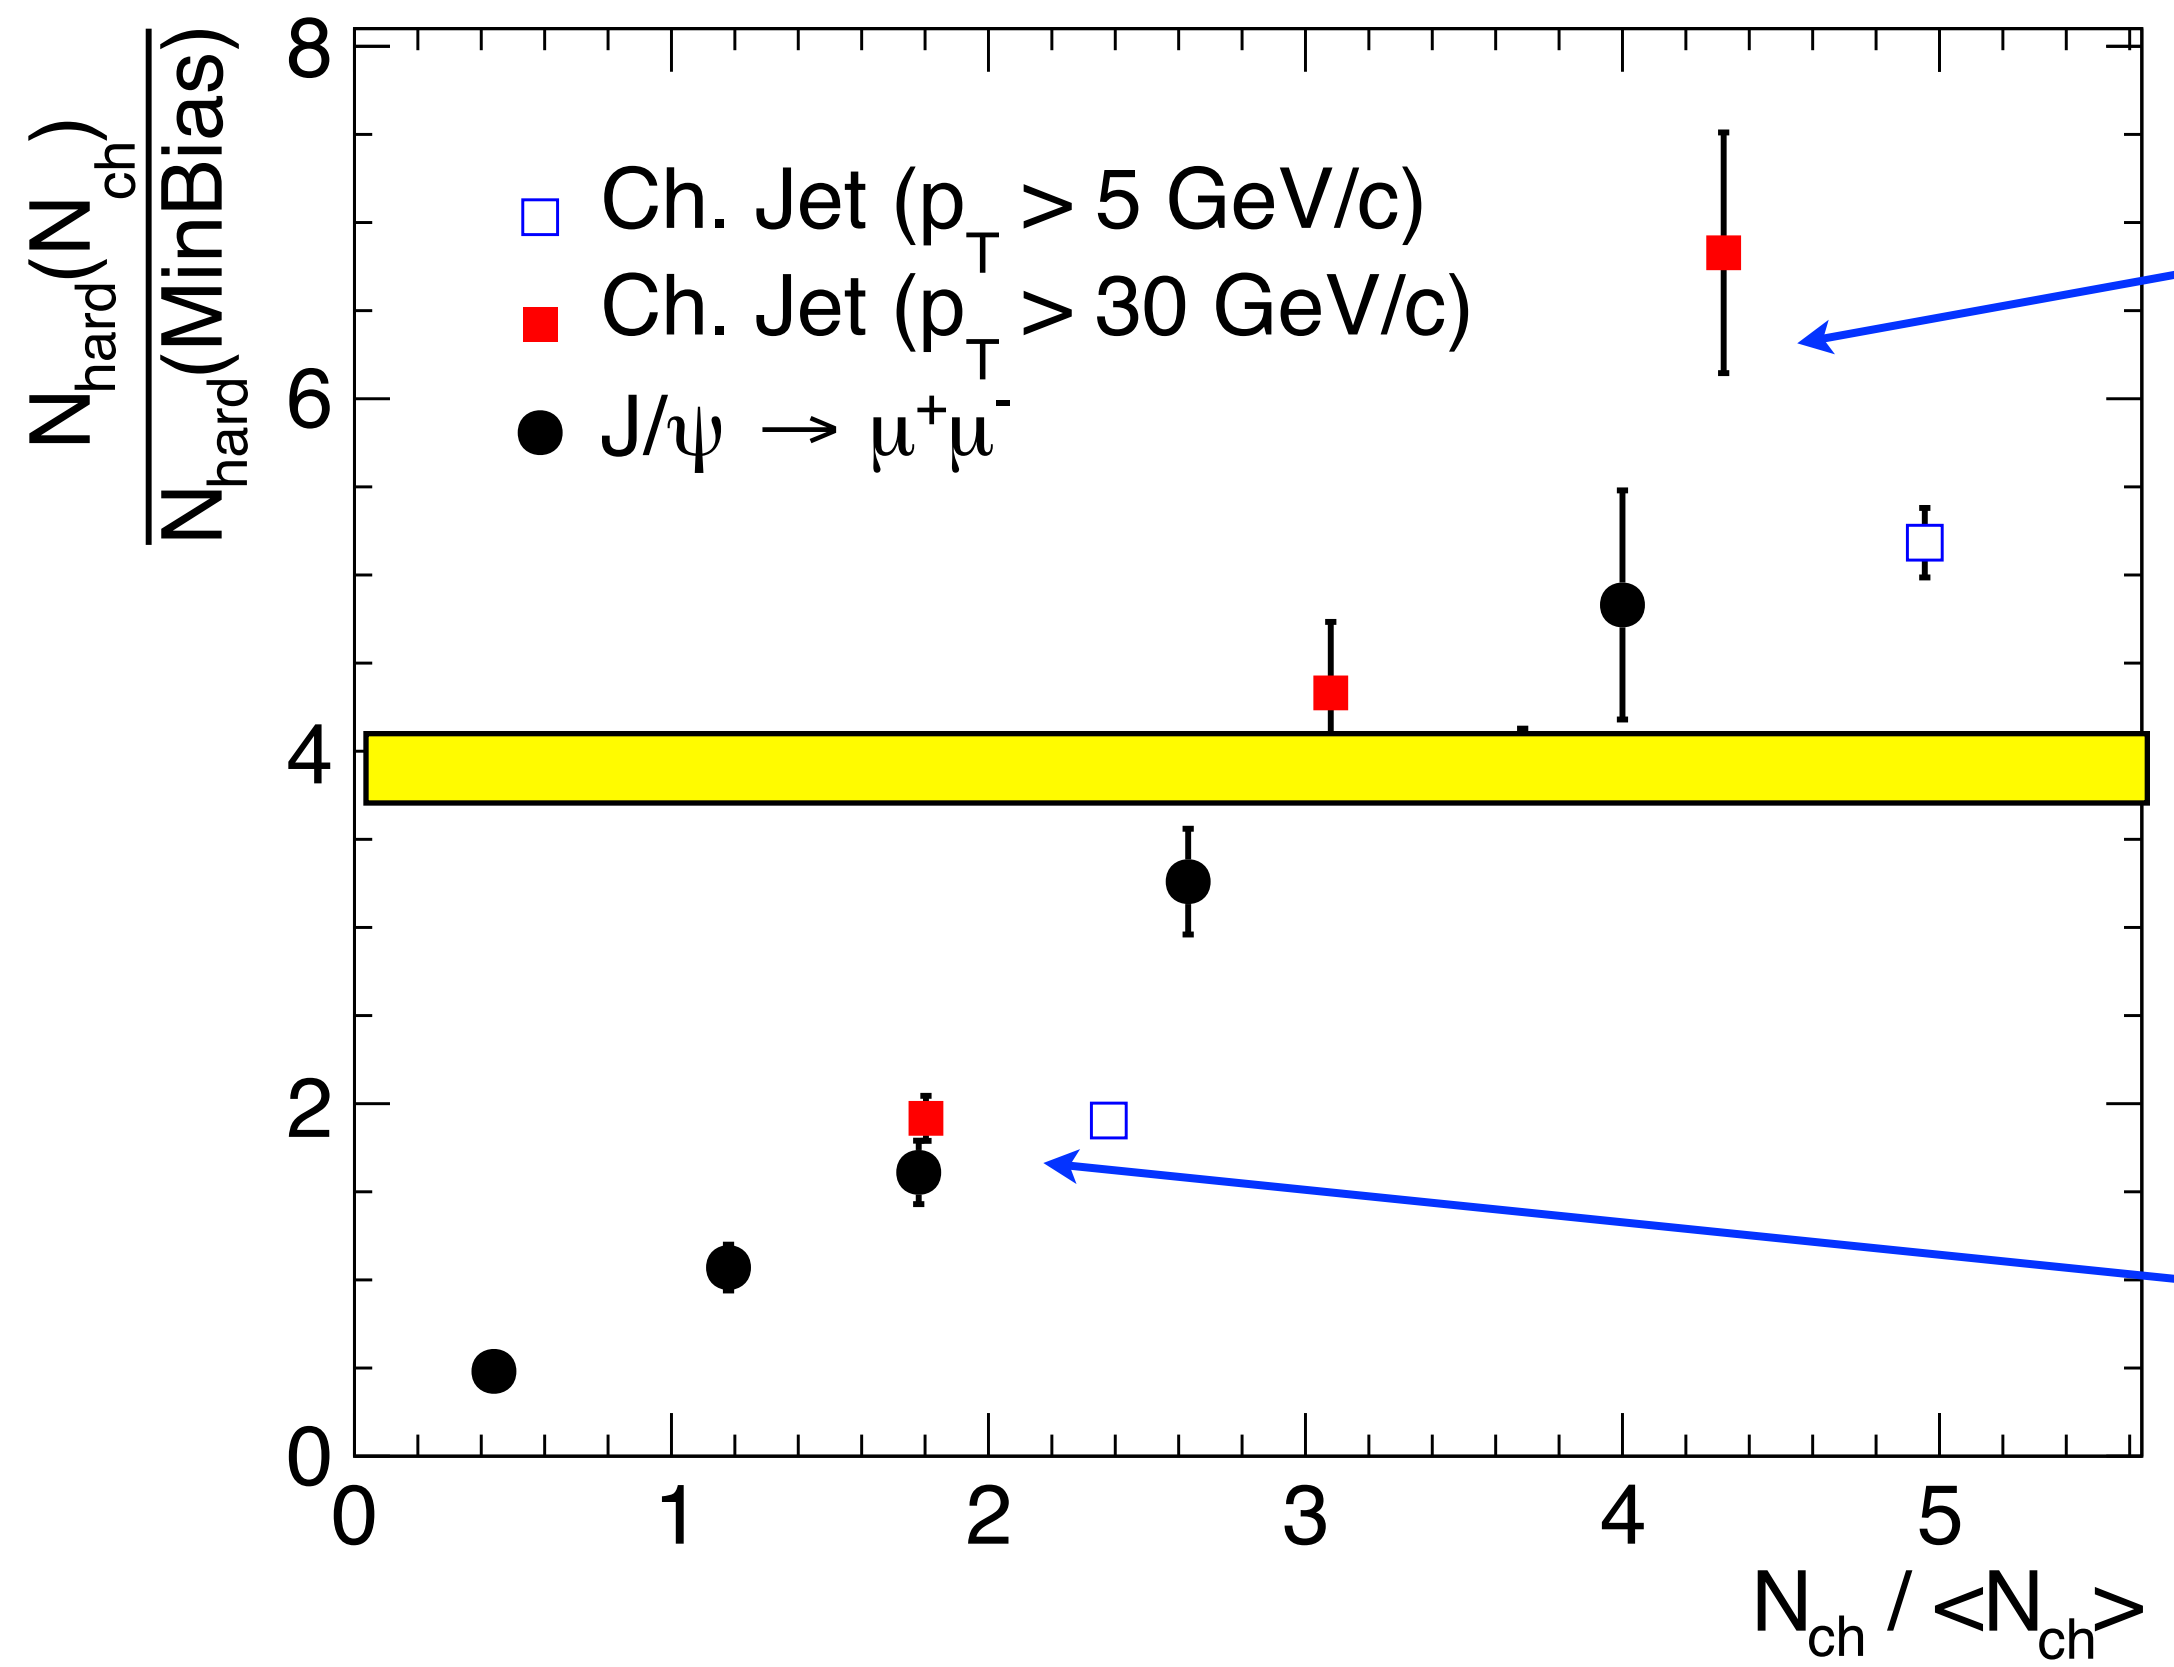 N_hard(N_ch)
N_hard(MinBias)
8
6
4
2
0
Ch. Jet (p_T > 5 GeV/c)
Ch. Jet (p_T > 30 GeV/c)
J/ψ → μ⁺μ⁻
0 1 2 3 4 5
N_ch / <N_ch>